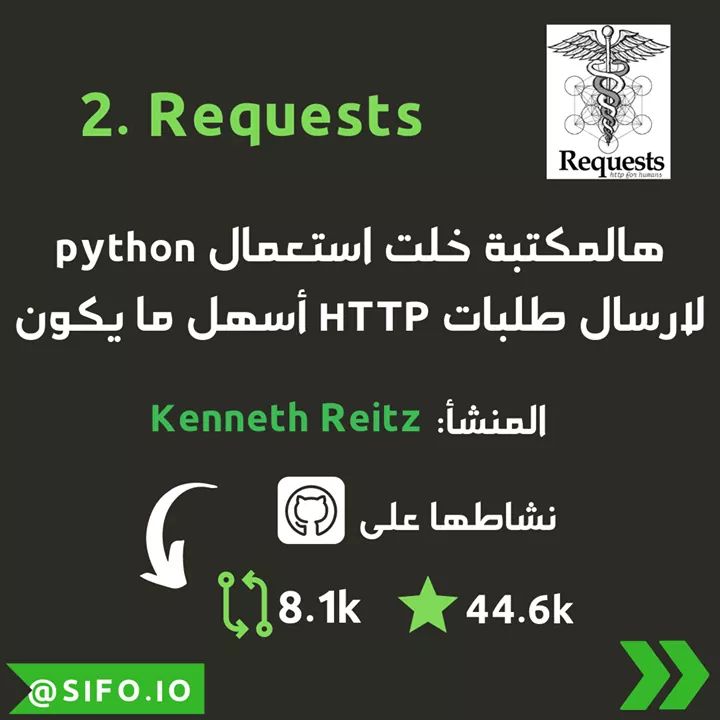 2. Requests
Requests
http for humans
هالمكتبة خلت استعمال python
لارسال طلبات HTTP أسهل ما يكون
المنشأ: Kenneth Reitz
نشاطها على
8.1k
44.6k
@SIFO.IO